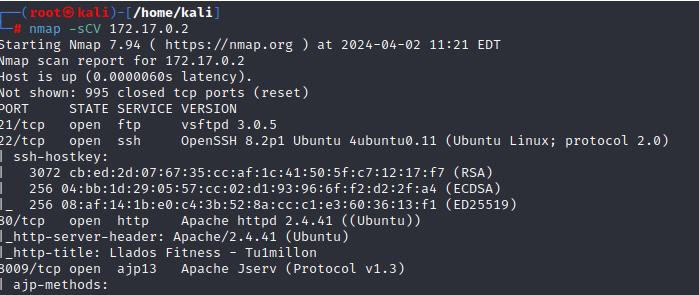 (root㉿kali)-[/home/kali]
# nmap -sCV 172.17.0.2
Starting Nmap 7.94 ( https://nmap.org ) at 2024-04-02 11:21 EDT
Nmap scan report for 172.17.0.2
Host is up (0.0000060s latency).
Not shown: 995 closed tcp ports (reset)
PORT     STATE SERVICE VERSION
21/tcp   open  ftp     vsftpd 3.0.5
22/tcp   open  ssh     OpenSSH 8.2p1 Ubuntu 4ubuntu0.11 (Ubuntu Linux; protocol 2.0)
| ssh-hostkey:
|   3072 cb:ed:2d:07:67:35:cc:af:1c:41:50:5f:c7:12:17:f7 (RSA)
|   256 04:bb:1d:29:05:57:cc:02:d1:93:96:6f:f2:d2:2f:a4 (ECDSA)
|_  256 08:af:14:1b:e0:c4:3b:52:8a:cc:c1:e3:60:36:13:f1 (ED25519)
80/tcp   open  http    Apache httpd 2.4.41 ((Ubuntu))
|_http-server-header: Apache/2.4.41 (Ubuntu)
|_http-title: Llados Fitness - Tu1millon
8009/tcp open  ajp13   Apache Jserv (Protocol v1.3)
| ajp-methods: